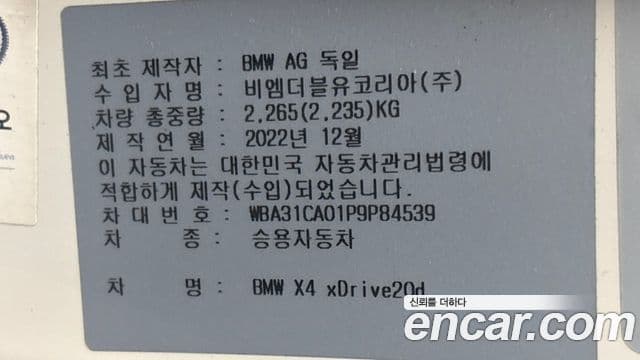 최초 제작자 : BMW AG 독일
수 입 자 명 : 비엠더블유코리아(주)
차량 총중량 : 2,265(2,235)KG
제 작 연 월 : 2022년 12월
이 자동차는 대한민국 자동차관리법령에
적합하게 제작(수입)되었습니다.
차 대 번 호 : WBA31CA01P9P84539
차 종 : 승용자동차
차 명 : BMW X4 xDrive20d
신뢰를 더하다
encar.com
오